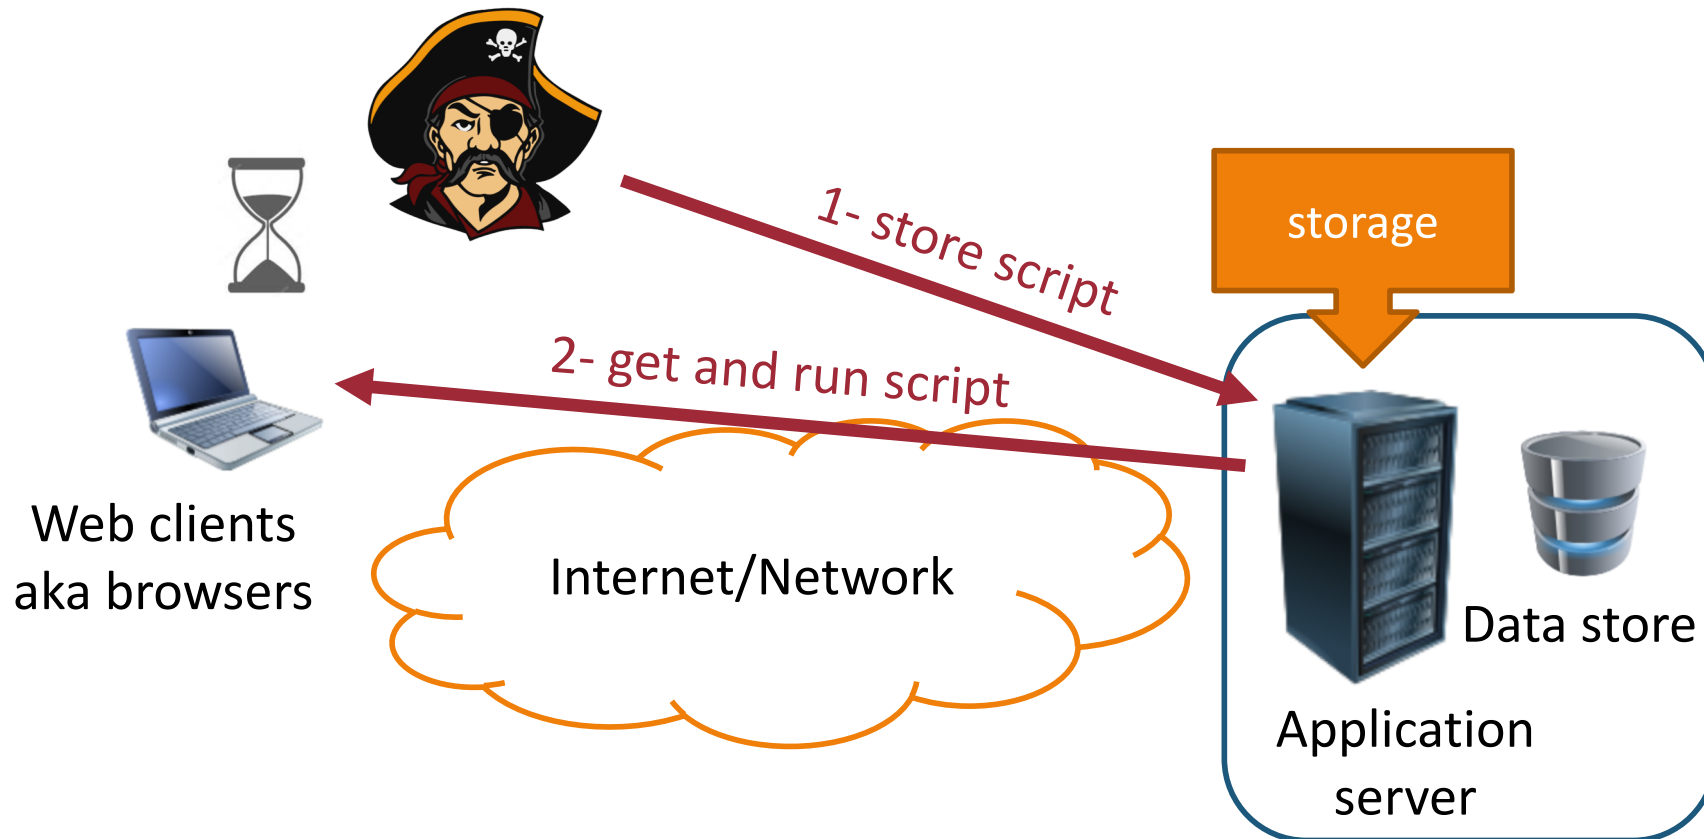 1- store script
storage
2- get and run script
Web clients
aka browsers
Internet/Network
Data store
Application
server